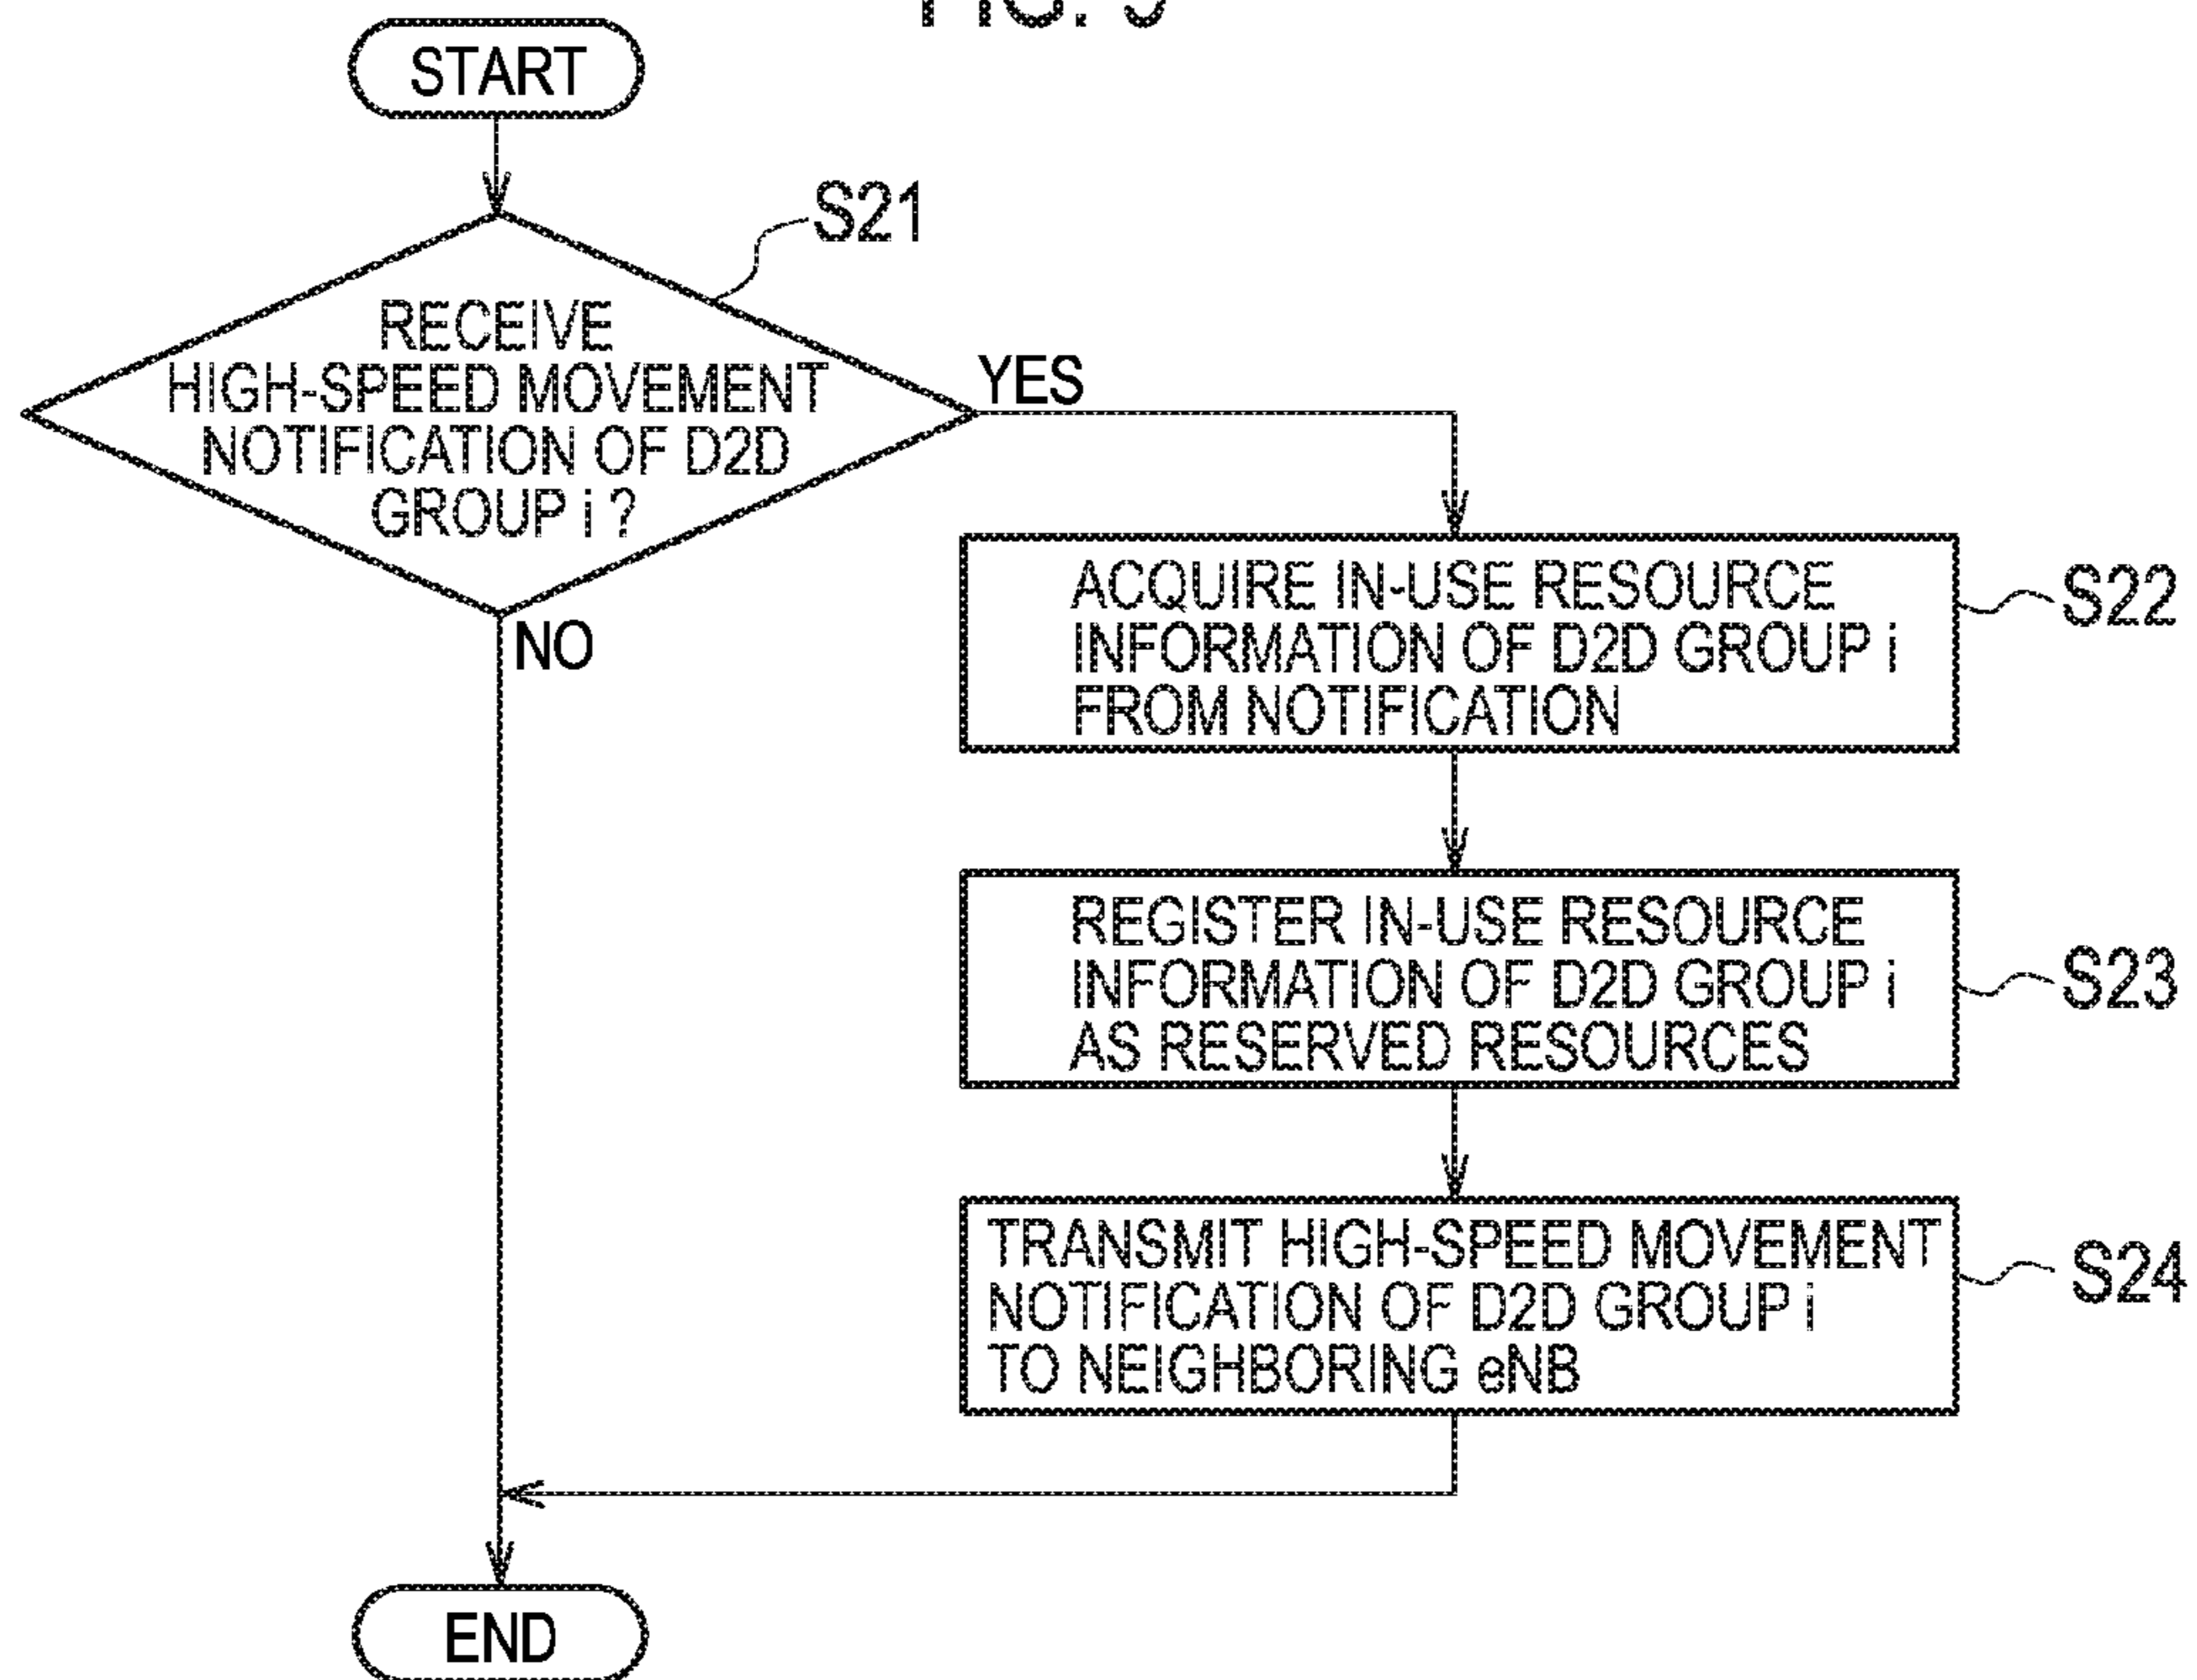 FIG.
START
S21
RECEIVE
HIGH-SPEED MOVEMENT
NOTIFICATION OF D2D
GROUP i ?
YES
NO
ACQUIRE IN-USE RESOURCE
INFORMATION OF D2D GROUP i
FROM NOTIFICATION
S22
REGISTER IN-USE RESOURCE
INFORMATION OF D2D GROUP i
AS RESERVED RESOURCES
S23
TRANSMIT HIGH-SPEED MOVEMENT
NOTIFICATION OF D2D GROUP i
TO NEIGHBORING eNB
S24
END